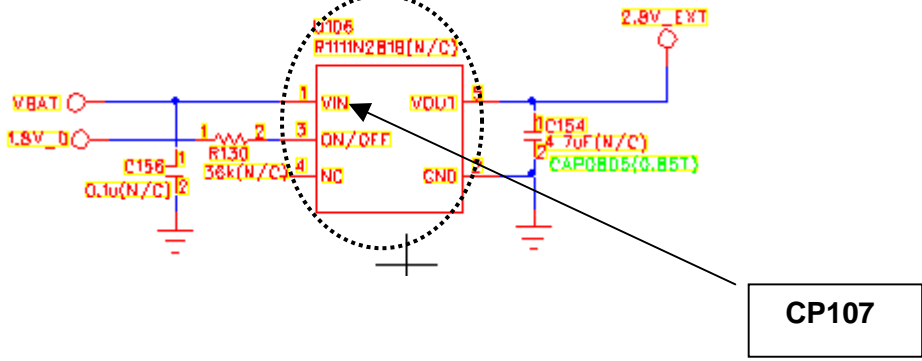 U106
R1111N281B(N/C)
2.8V_EXT
VBAT
1
VIN
VOUT
5
1.8V_D
1
2
3
ON/OFF
R130
36k(N/C)
4
NC
GND
2
C156
1
0.1u(N/C)
2
1
C154
4.7uF(N/C)
2
CAP0805(0.85T)
CP107